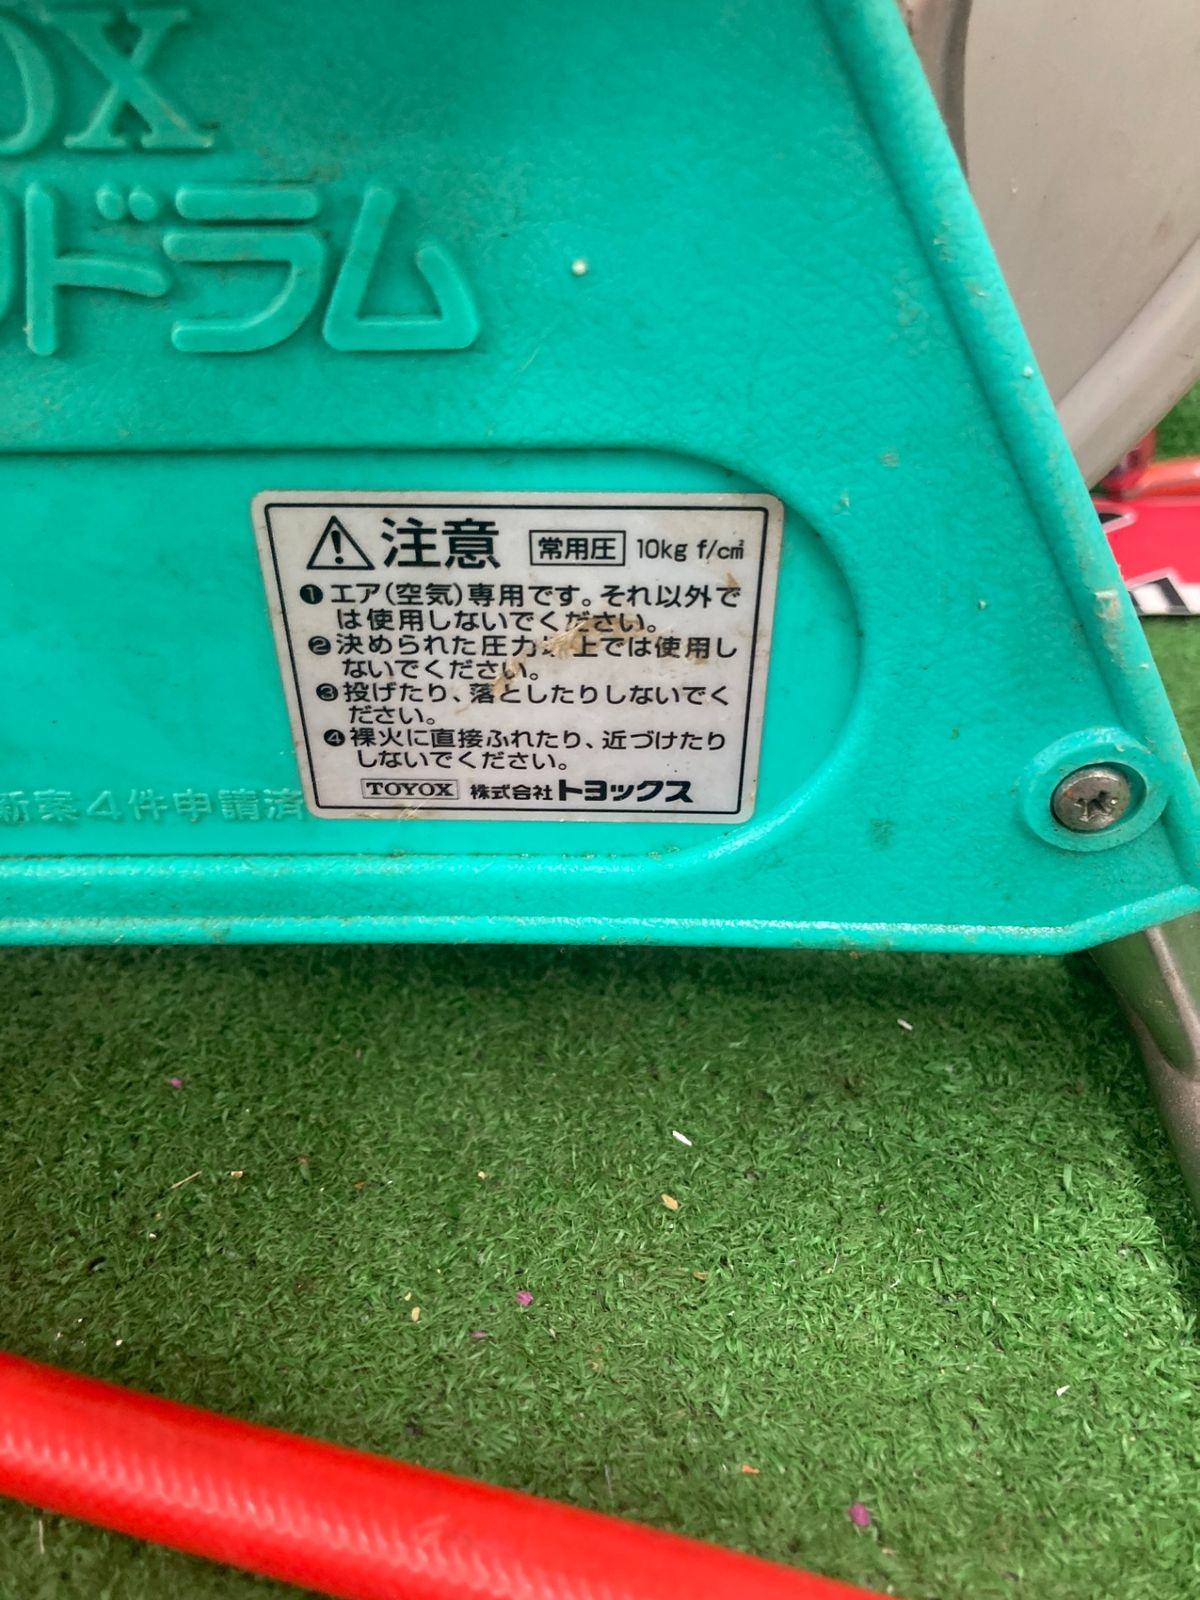 OX
ドラム
注意 常用圧 10kg f/cm²
❶エア(空気)専用です。それ以外で
は使用しないでください。
❷決められた圧力以上では使用し
ないでください。
❸投げたり、落としたりしないでく
ださい。
❹裸火に直接ふれたり、近づけたり
しないでください。
TOYOX 株式会社トヨックス
新案4件申請済